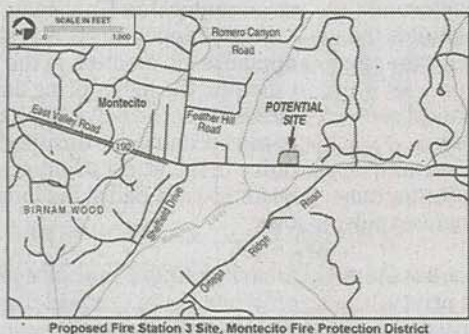 SCALE IN FEET
0 1,000
N
Romero Canyon
Road
Montecito
East Valley Road
192
Feather Hill
Road
POTENTIAL
SITE
BIRNAM WOOD
Sheffield Drive
Ortega
Ridge
Road
Proposed Fire Station 3 Site, Montecito Fire Protection District